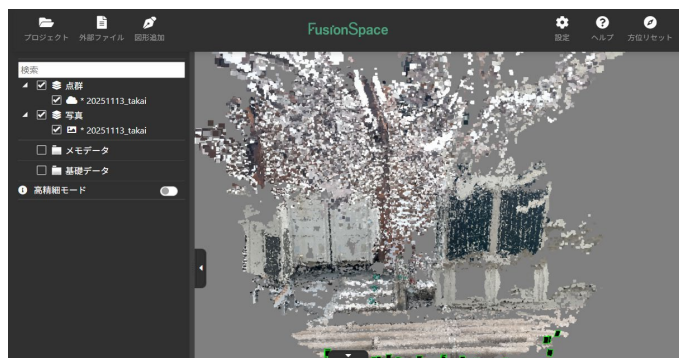 プロジェクト
外部ファイル
図形追加
FusionSpace
設定
ヘルプ
方位リセット
検索
点群
* 20251113_takai
写真
* 20251113_takai
メモデータ
基礎データ
高精細モード